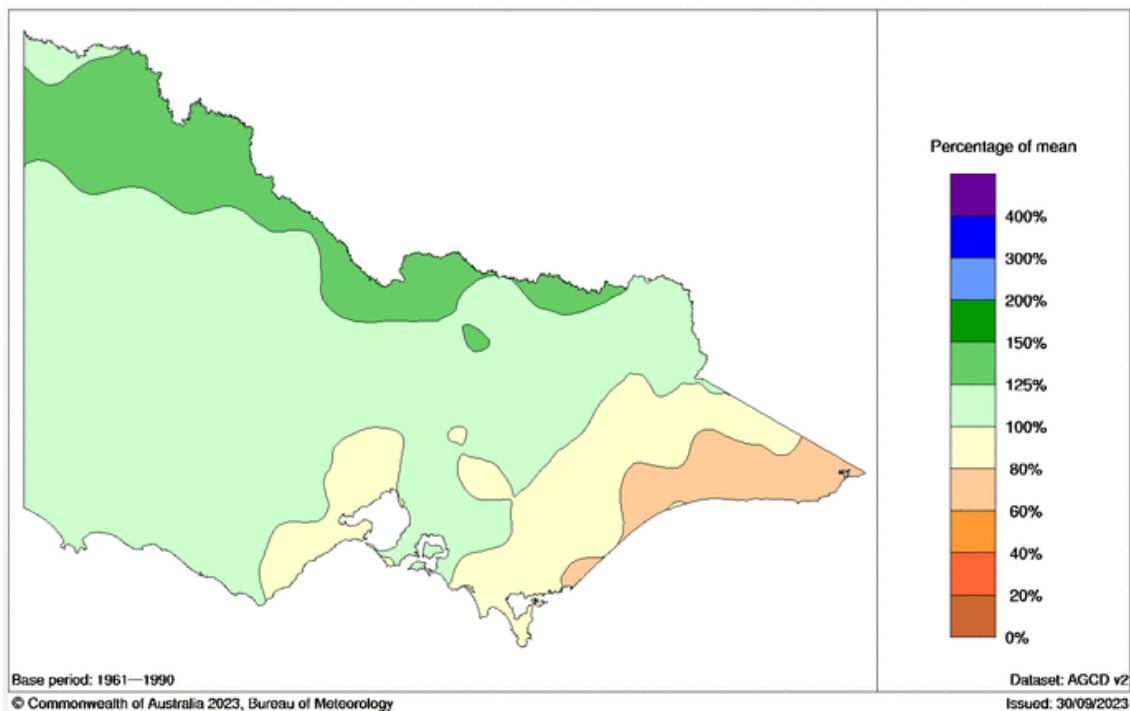 Percentage of mean
400%
300%
200%
150%
125%
100%
80%
60%
40%
20%
0%
Base period: 1961—1990
Dataset: AGCD v2
© Commonwealth of Australia 2023, Bureau of Meteorology
Issued: 30/09/2023